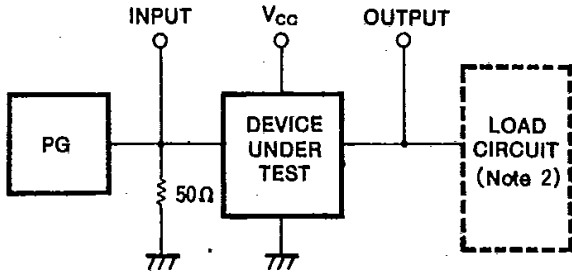 INPUT
VCC
OUTPUT
PG
DEVICE
UNDER
TEST
LOAD
CIRCUIT
(Note 2)
50Ω